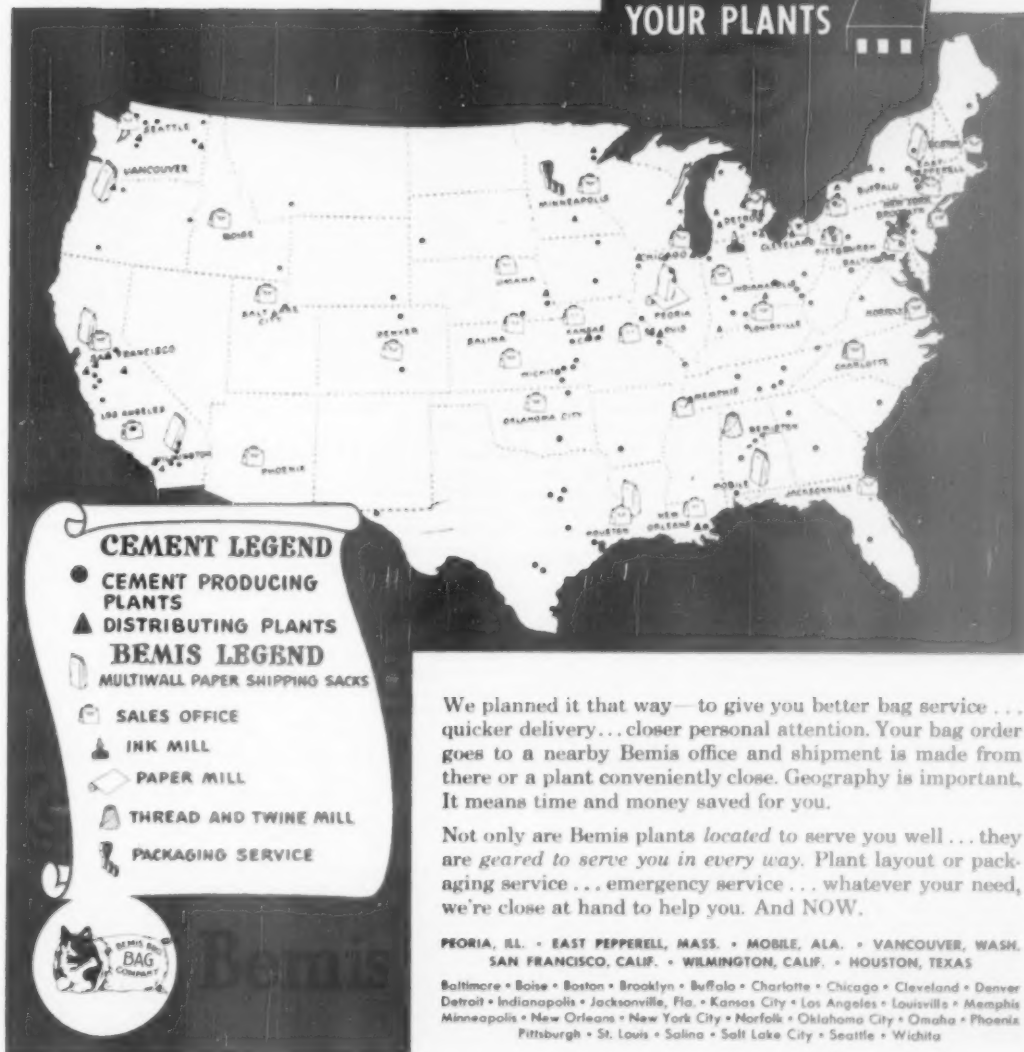 YOUR PLANTS
SEATTLE
VANCOUVER
BOISE
MINNEAPOLIS
BOSTON
EAST
PEPPERELL
BUFFALO
NEW YORK
BROOKLYN
DETROIT
CLEVELAND
PITTSBURGH
BALTIMORE
CHICAGO
OMAHA
INDIANAPOLIS
PEORIA
SALT LAKE
CITY
DENVER
SALINA
KANSAS
CITY
ST. LOUIS
LOUISVILLE
NORFOLK
SAN FRANCISCO
WICHITA
CHARLOTTE
LOS ANGELES
OKLAHOMA CITY
MEMPHIS
BEMISTON
WILMINGTON
PHOENIX
MOBILE
JACKSONVILLE
HOUSTON
NEW
ORLEANS
CEMENT LEGEND
CEMENT PRODUCING
PLANTS
DISTRIBUTING PLANTS
BEMIS LEGEND
MULTIWALL PAPER SHIPPING SACKS
SALES OFFICE
INK MILL
PAPER MILL
THREAD AND TWINE MILL
PACKAGING SERVICE
BEMIS BRO
BAG
COMPANY
Bemis
We planned it that way—to give you better bag service ...
quicker delivery...closer personal attention. Your bag order
goes to a nearby Bemis office and shipment is made from
there or a plant conveniently close. Geography is important.
It means time and money saved for you.
Not only are Bemis plants located to serve you well ... they
are geared to serve you in every way. Plant layout or pack-
aging service ... emergency service ... whatever your need,
we're close at hand to help you. And NOW.
PEORIA, ILL. • EAST PEPPERELL, MASS. • MOBILE, ALA. • VANCOUVER, WASH.
SAN FRANCISCO, CALIF. • WILMINGTON, CALIF. • HOUSTON, TEXAS
Baltimore • Boise • Boston • Brooklyn • Buffalo • Charlotte • Chicago • Cleveland • Denver
Detroit • Indianapolis • Jacksonville, Fla. • Kansas City • Los Angeles • Louisville • Memphis
Minneapolis • New Orleans • New York City • Norfolk • Oklahoma City • Omaha • Phoenix
Pittsburgh • St. Louis • Salina • Salt Lake City • Seattle • Wichita